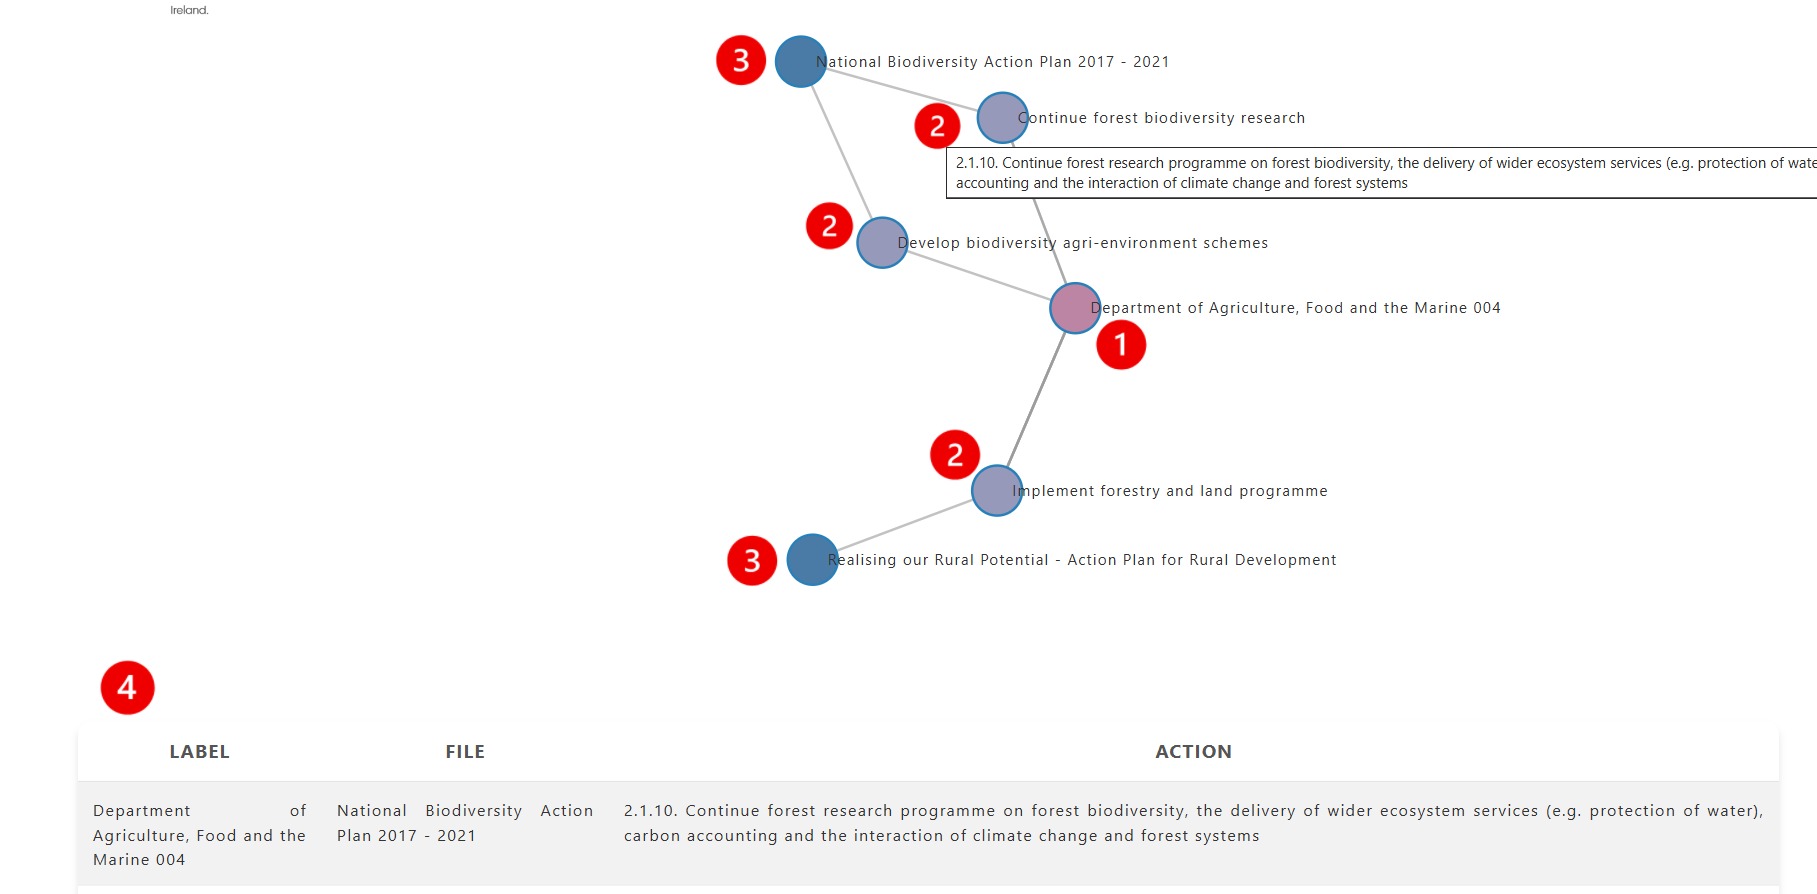 Ireland.
3
National Biodiversity Action Plan 2017 - 2021
2
Continue forest biodiversity research
2.1.10. Continue forest research programme on forest biodiversity, the delivery of wider ecosystem services (e.g. protection of
accounting and the interaction of climate change and forest systems
2
Develop biodiversity agri-environment schemes
Department of Agriculture, Food and the Marine 004
1
2
Implement forestry and land programme
3
Realising our Rural Potential - Action Plan for Rural Development
4
LABEL FILE ACTION
Department of National Biodiversity Action 2.1.10. Continue forest research programme on forest biodiversity, the delivery of wider ecosystem services (e.g. protection of water),
Agriculture, Food and the Plan 2017 - 2021 carbon accounting and the interaction of climate change and forest systems
Marine 004